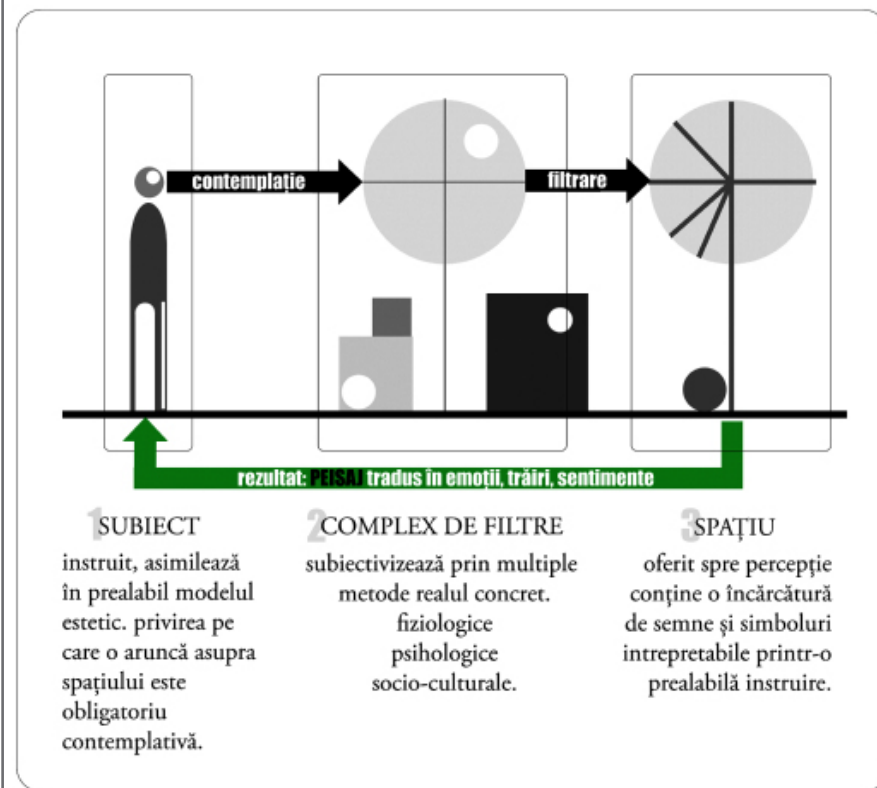 contemplație
filtrare
rezultat: PEISAJ tradus în emoții, trăiri, sentimente
1 SUBIECT
instruit, asimilează
în prealabil modelul
estetic. privirea pe
care o aruncă asupra
spațiului este
obligatoriu
contemplativă.
2 COMPLEX DE FILTRE
subiectivizează prin multiple
metode realul concret.
fiziologice
psihologice
socio-culturale.
3 SPAȚIU
oferit spre percepție
conține o încărcătură
de semne și simboluri
intrepretabile printr-o
prealabilă instruire.